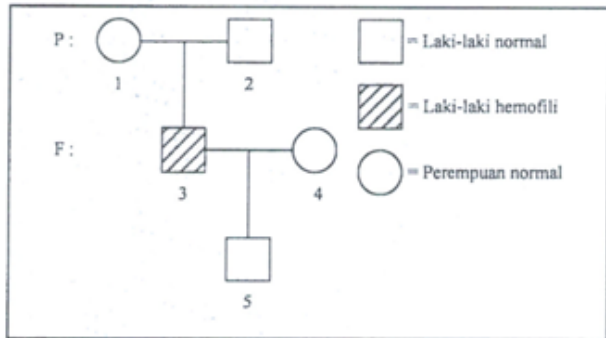 P :
1
2
= Laki-laki normal
= Laki-laki hemofili
F :
3
4
= Perempuan normal
5